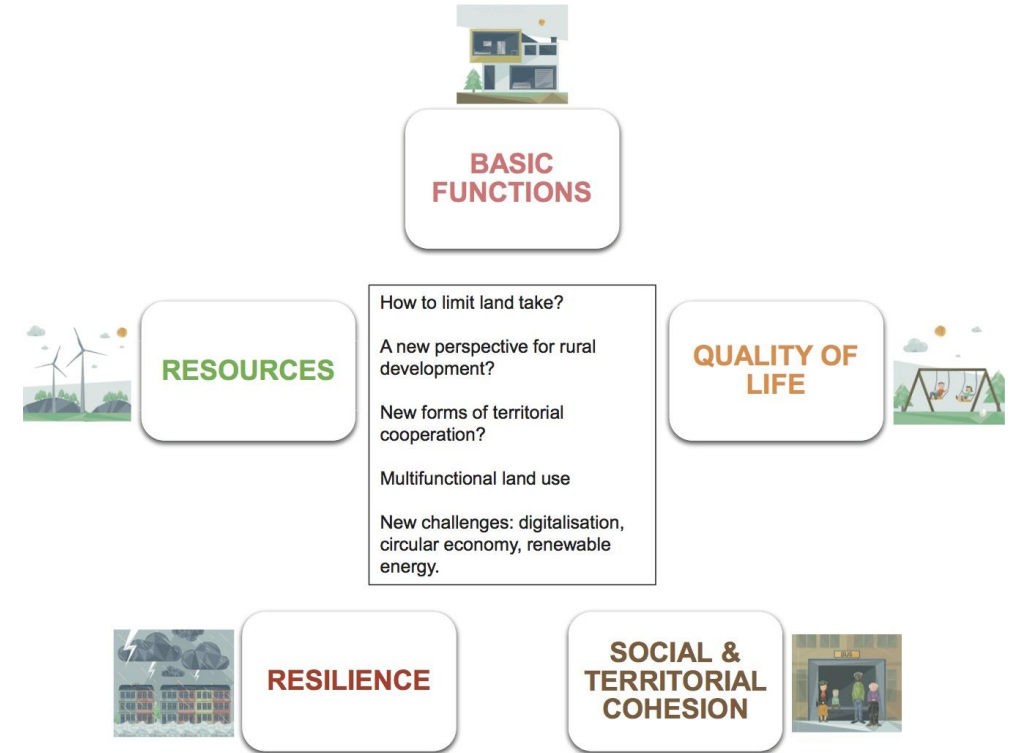 BASIC
FUNCTIONS
RESOURCES
How to limit land take?
A new perspective for rural
development?
New forms of territorial
cooperation?
Multifunctional land use
New challenges: digitalisation,
circular economy, renewable
energy.
QUALITY OF
LIFE
RESILIENCE
SOCIAL &
TERRITORIAL
COHESION
BUS